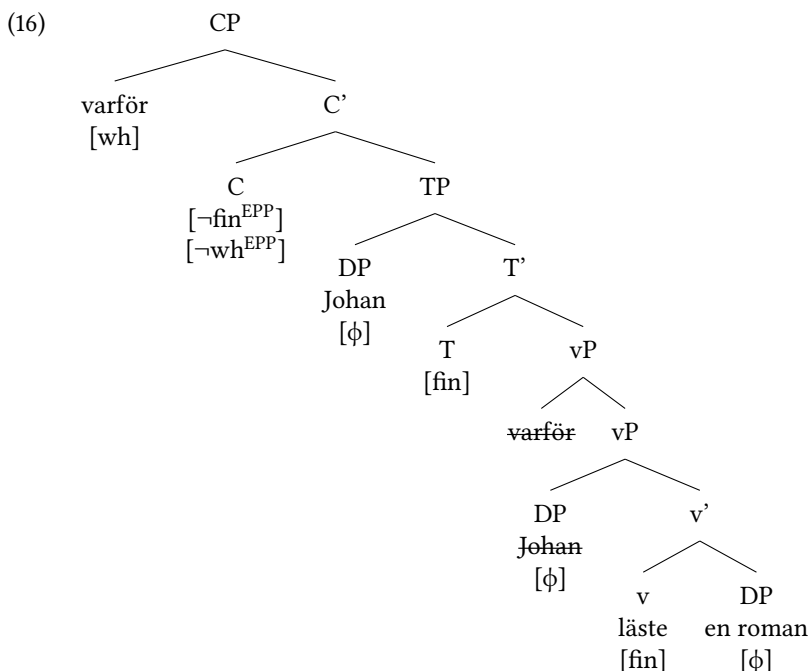 (16) CP
varför C'
[wh]
C TP
[¬fin^EPP]
[¬wh^EPP]
DP T'
Johan
[ϕ]
T vP
[fin]
varför vP
DP v'
Johan
[ϕ]
v DP
läste en roman
[fin] [ϕ]